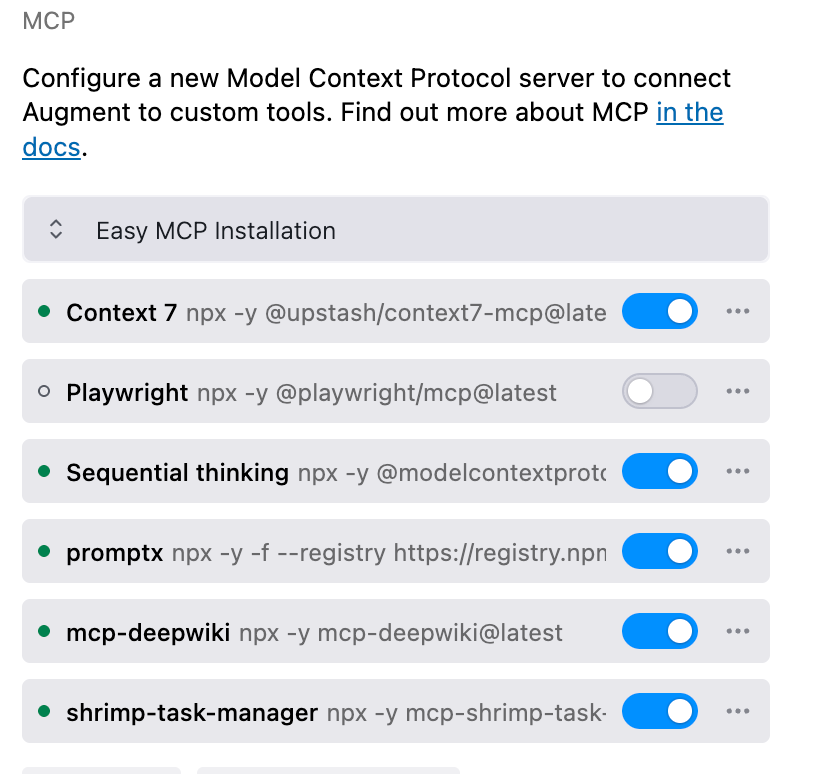 MCP
Configure a new Model Context Protocol server to connect
Augment to custom tools. Find out more about MCP in the
docs.
Easy MCP Installation
Context 7 npx -y @upstash/context7-mcp@late
Playwright npx -y @playwright/mcp@latest
Sequential thinking npx -y @modelcontextproto
promptx npx -y -f --registry https://registry.npm
mcp-deepwiki npx -y mcp-deepwiki@latest
shrimp-task-manager npx -y mcp-shrimp-task-